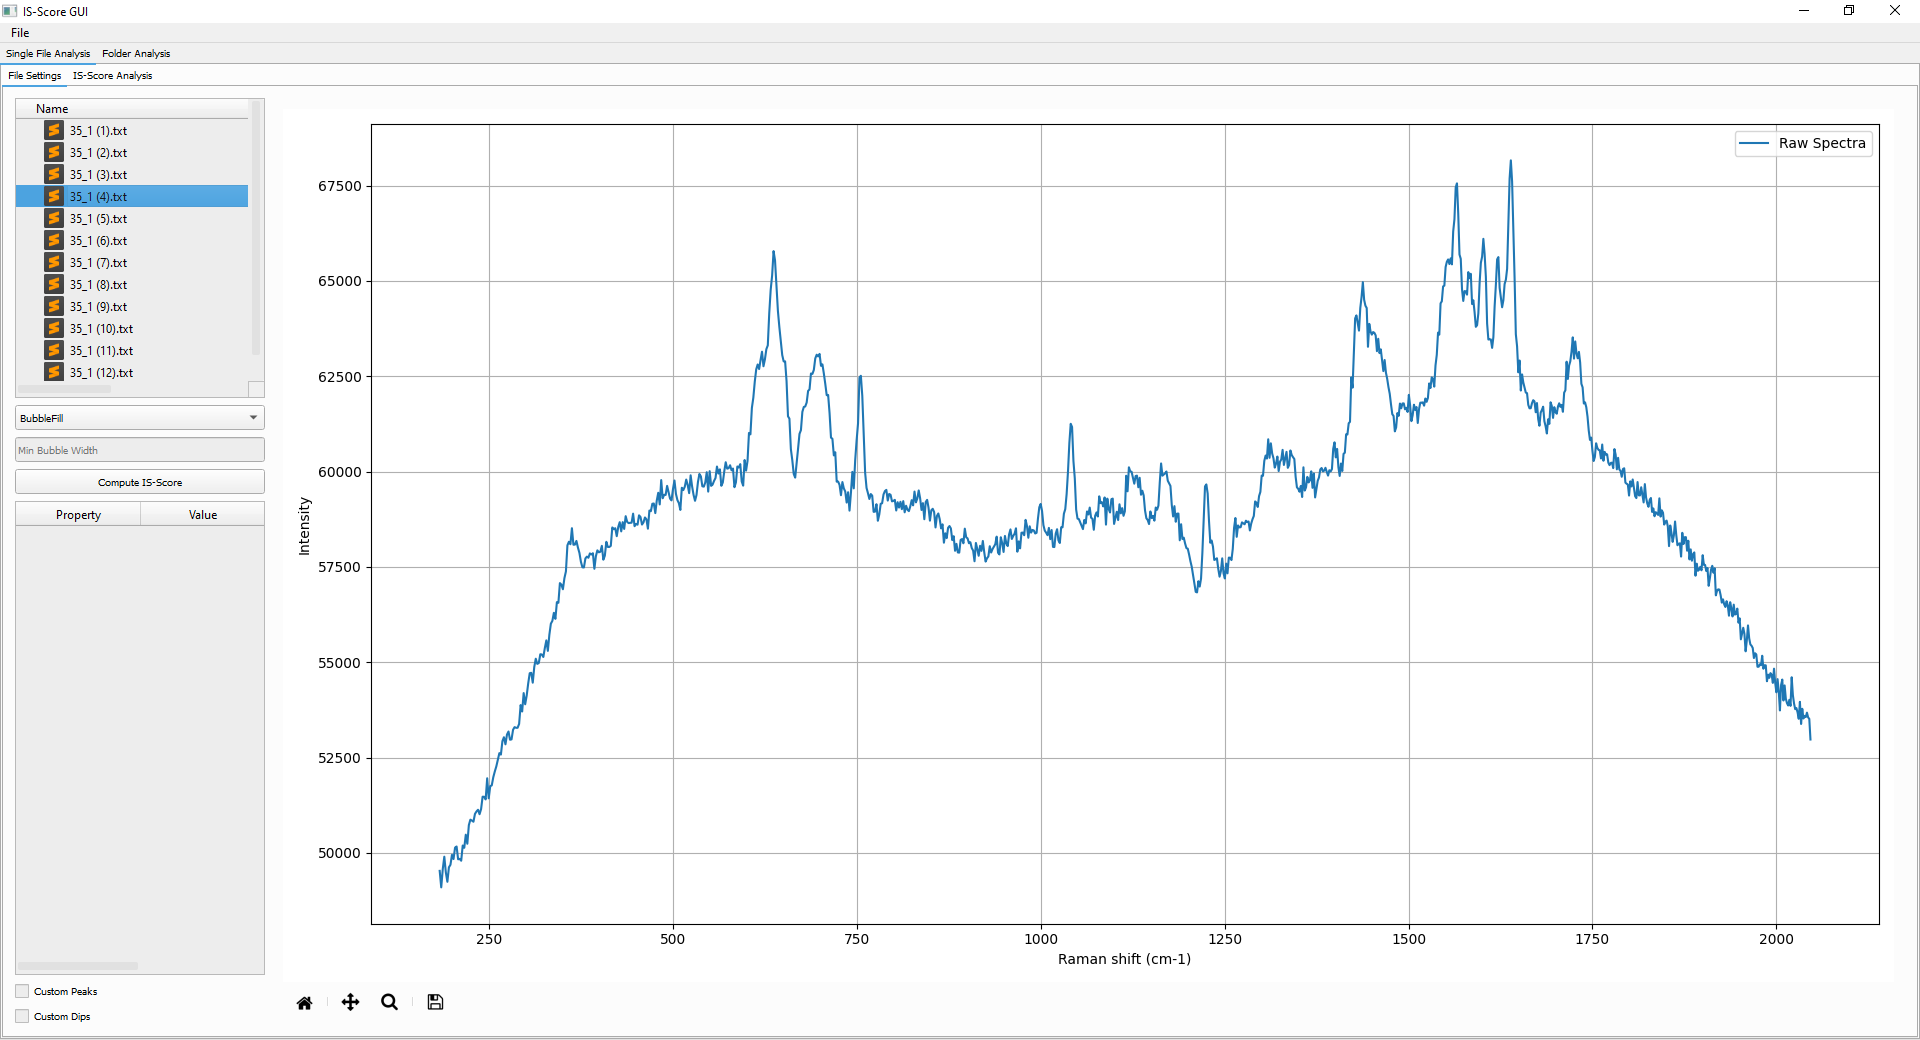 IS-Score GUI
File
Single File Analysis Folder Analysis
File Settings IS-Score Analysis
Name
35_1 (1).txt
35_1 (2).txt
35_1 (3).txt
35_1 (4).txt
35_1 (5).txt
35_1 (6).txt
35_1 (7).txt
35_1 (8).txt
35_1 (9).txt
35_1 (10).txt
35_1 (11).txt
35_1 (12).txt
BubbleFill
Min Bubble Width
Compute IS-Score
Property Value
Custom Peaks
Custom Dips
Raw Spectra
67500
65000
62500
60000
57500
55000
52500
50000
Intensity
250 500 750 1000 1250 1500 1750 2000
Raman shift (cm-1)